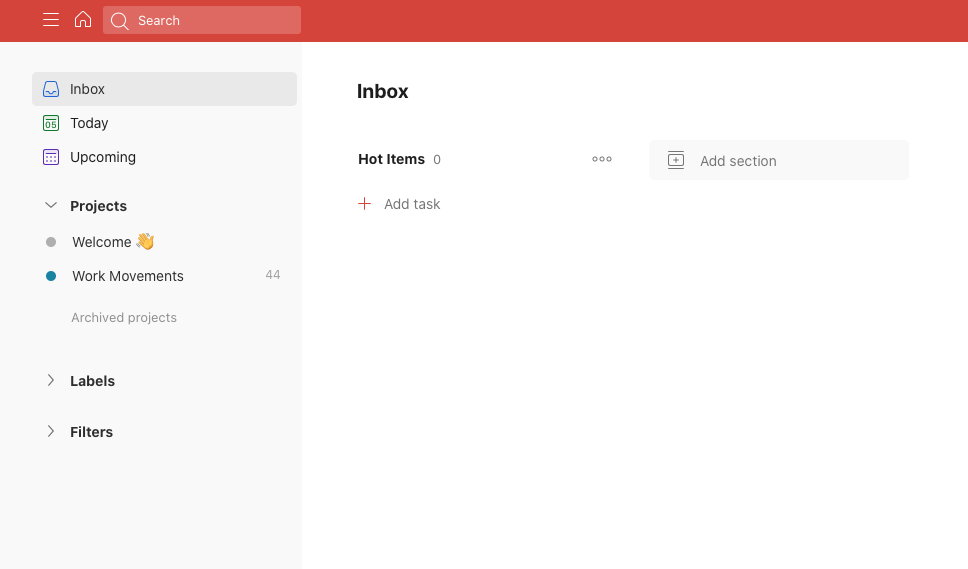 Search
Inbox
05 Today
Upcoming
Projects
Welcome 👋
Work Movements 44
Archived projects
Labels
Filters
Inbox
Hot Items 0
Add task
Add section